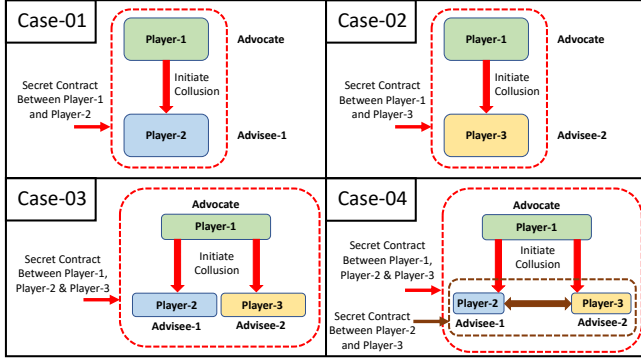 Case-01
Player-1
Advocate
Secret Contract
Between Player-1
and Player-2
Initiate
Collusion
Player-2
Advisee-1
Case-02
Player-1
Advocate
Secret Contract
Between Player-1
and Player-3
Initiate
Collusion
Player-3
Advisee-2
Case-03
Advocate
Player-1
Secret Contract
Between Player-1,
Player-2 & Player-3
Initiate
Collusion
Player-2
Player-3
Advisee-1
Advisee-2
Case-04
Advocate
Player-1
Secret Contract
Between Player-1,
Player-2 & Player-3
Initiate
Collusion
Player-2
Player-3
Advisee-1
Advisee-2
Secret Contract
Between Player-2
and Player-3